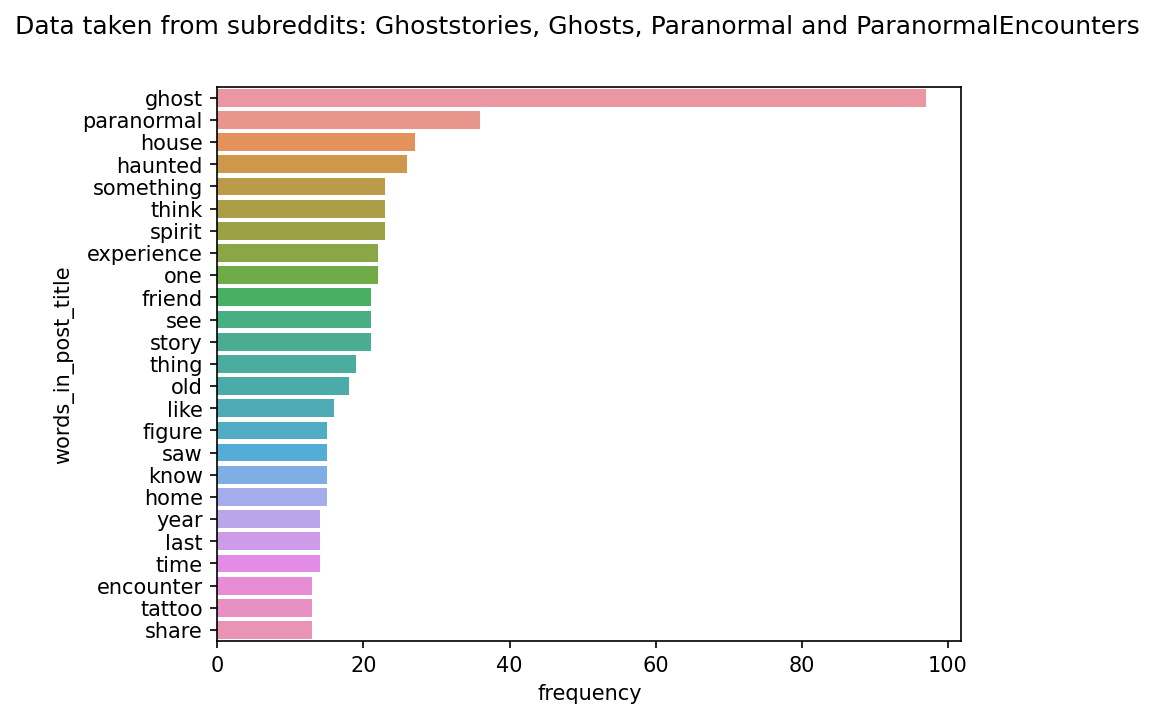 Data taken from subreddits: Ghoststories, Ghosts, Paranormal and ParanormalEncounters
ghost
paranormal
house
haunted
something
think
spirit
experience
one
friend
see
story
thing
old
like
figure
saw
know
home
year
last
time
encounter
tattoo
share
words_in_post_title
0 20 40 60 80 100
frequency